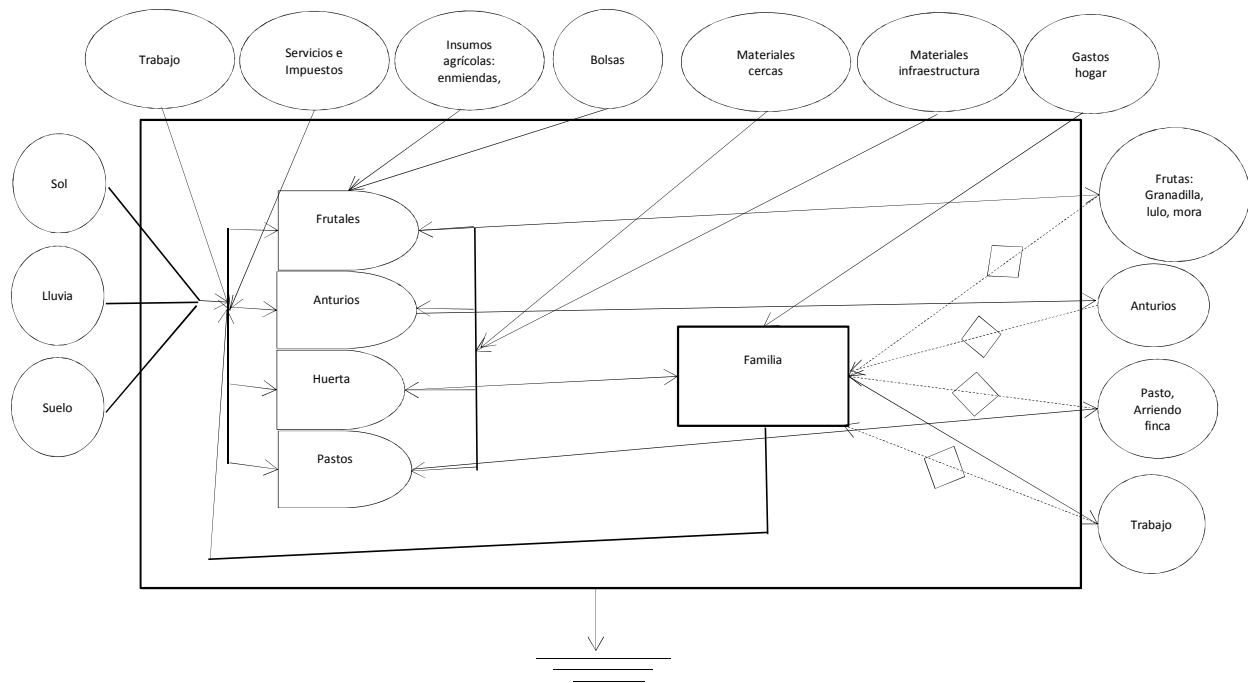 Trabajo
Servicios e
Impuestos
Insumos
agrícolas:
enmiendas,
Bolsas
Materiales
cercas
Materiales
infraestructura
Gastos
hogar
Sol
Lluvia
Suelo
Frutales
Anturios
Huerta
Pastos
Familia
Frutas:
Granadilla,
lulo, mora
Anturios
Pasto,
Arriendo
finca
Trabajo